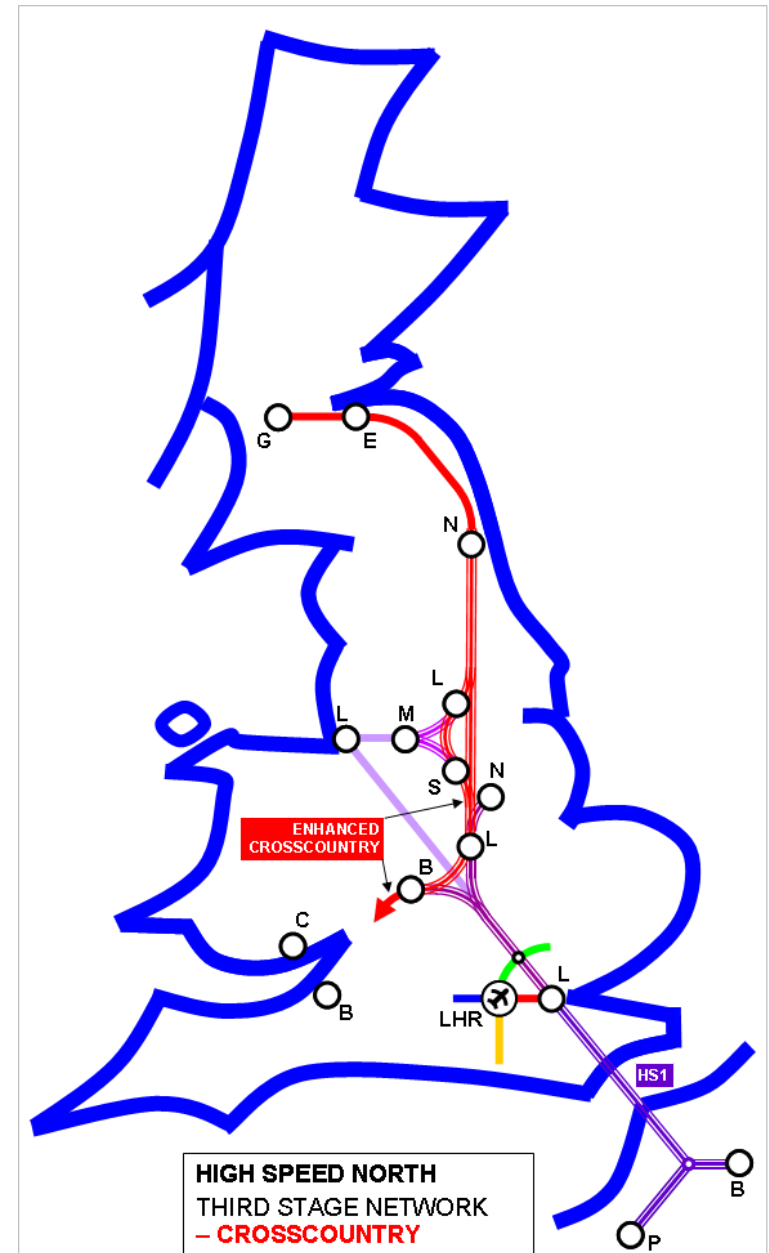 G
E
N
L
L
M
S
N
ENHANCED
CROSSCOUNTRY
L
B
C
B
L
LHR
HS1
B
P
HIGH SPEED NORTH
THIRD STAGE NETWORK
– CROSSCOUNTRY